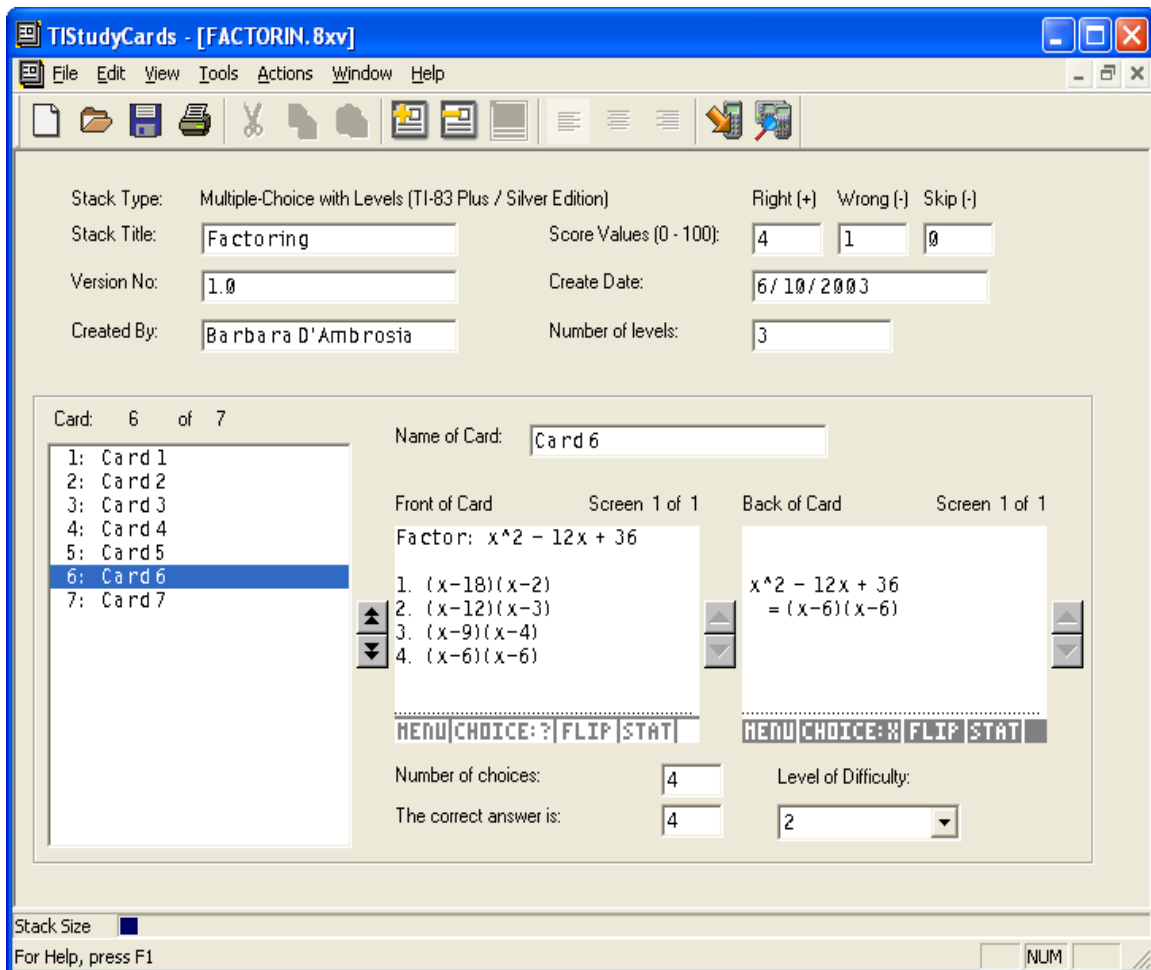 TIStudyCards - [FACTORIN.8xv]
File Edit View Tools Actions Window Help
Stack Type: Multiple-Choice with Levels (TI-83 Plus / Silver Edition) Right (+) Wrong (-) Skip (-)
Stack Title: Factoring Score Values (0 - 100): 4 1 0
Version No: 1.0 Create Date: 6/10/2003
Created By: Barbara D'Ambrosia Number of levels: 3
Card: 6 of 7
1: Card 1
2: Card 2
3: Card 3
4: Card 4
5: Card 5
6: Card 6
7: Card 7
Name of Card: Card 6
Front of Card Screen 1 of 1
Factor: x^2 - 12x + 36
1. (x-18)(x-2)
2. (x-12)(x-3)
3. (x-9)(x-4)
4. (x-6)(x-6)
MENU CHOICE:? FLIP STAT
Back of Card Screen 1 of 1
x^2 - 12x + 36
= (x-6)(x-6)
MENU CHOICE:X FLIP STAT
Number of choices: 4
The correct answer is: 4
Level of Difficulty:
2
Stack Size
For Help, press F1 NUM